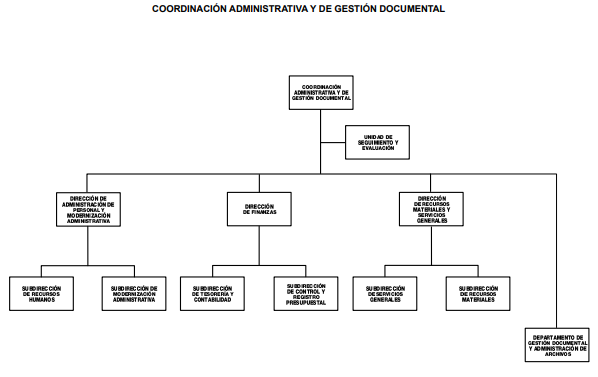 COORDINACIÓN ADMINISTRATIVA Y DE GESTIÓN DOCUMENTAL
COORDINACIÓN
ADMINISTRATIVA Y DE
GESTIÓN DOCUMENTAL
UNIDAD DE
SEGUIMIENTO Y
EVALUACIÓN
DIRECCIÓN DE
ADMINISTRACIÓN DE
PERSONAL Y
MODERNIZACIÓN
ADMINISTRATIVA
DIRECCIÓN
DE FINANZAS
DIRECCIÓN
DE RECURSOS
MATERIALES Y
SERVICIOS
GENERALES
SUBDIRECCIÓN
DE RECURSOS
HUMANOS
SUBDIRECCIÓN DE
MODERNIZACIÓN
ADMINISTRATIVA
SUBDIRECCIÓN
DE TESORERÍA Y
CONTABILIDAD
SUBDIRECCIÓN
DE CONTROL Y
REGISTRO
PRESUPUESTAL
SUBDIRECCIÓN
DE SERVICIOS
GENERALES
SUBDIRECCIÓN
DE RECURSOS
MATERIALES
DEPARTAMENTO DE
GESTIÓN DOCUMENTAL
Y ADMINISTRACIÓN DE
ARCHIVOS